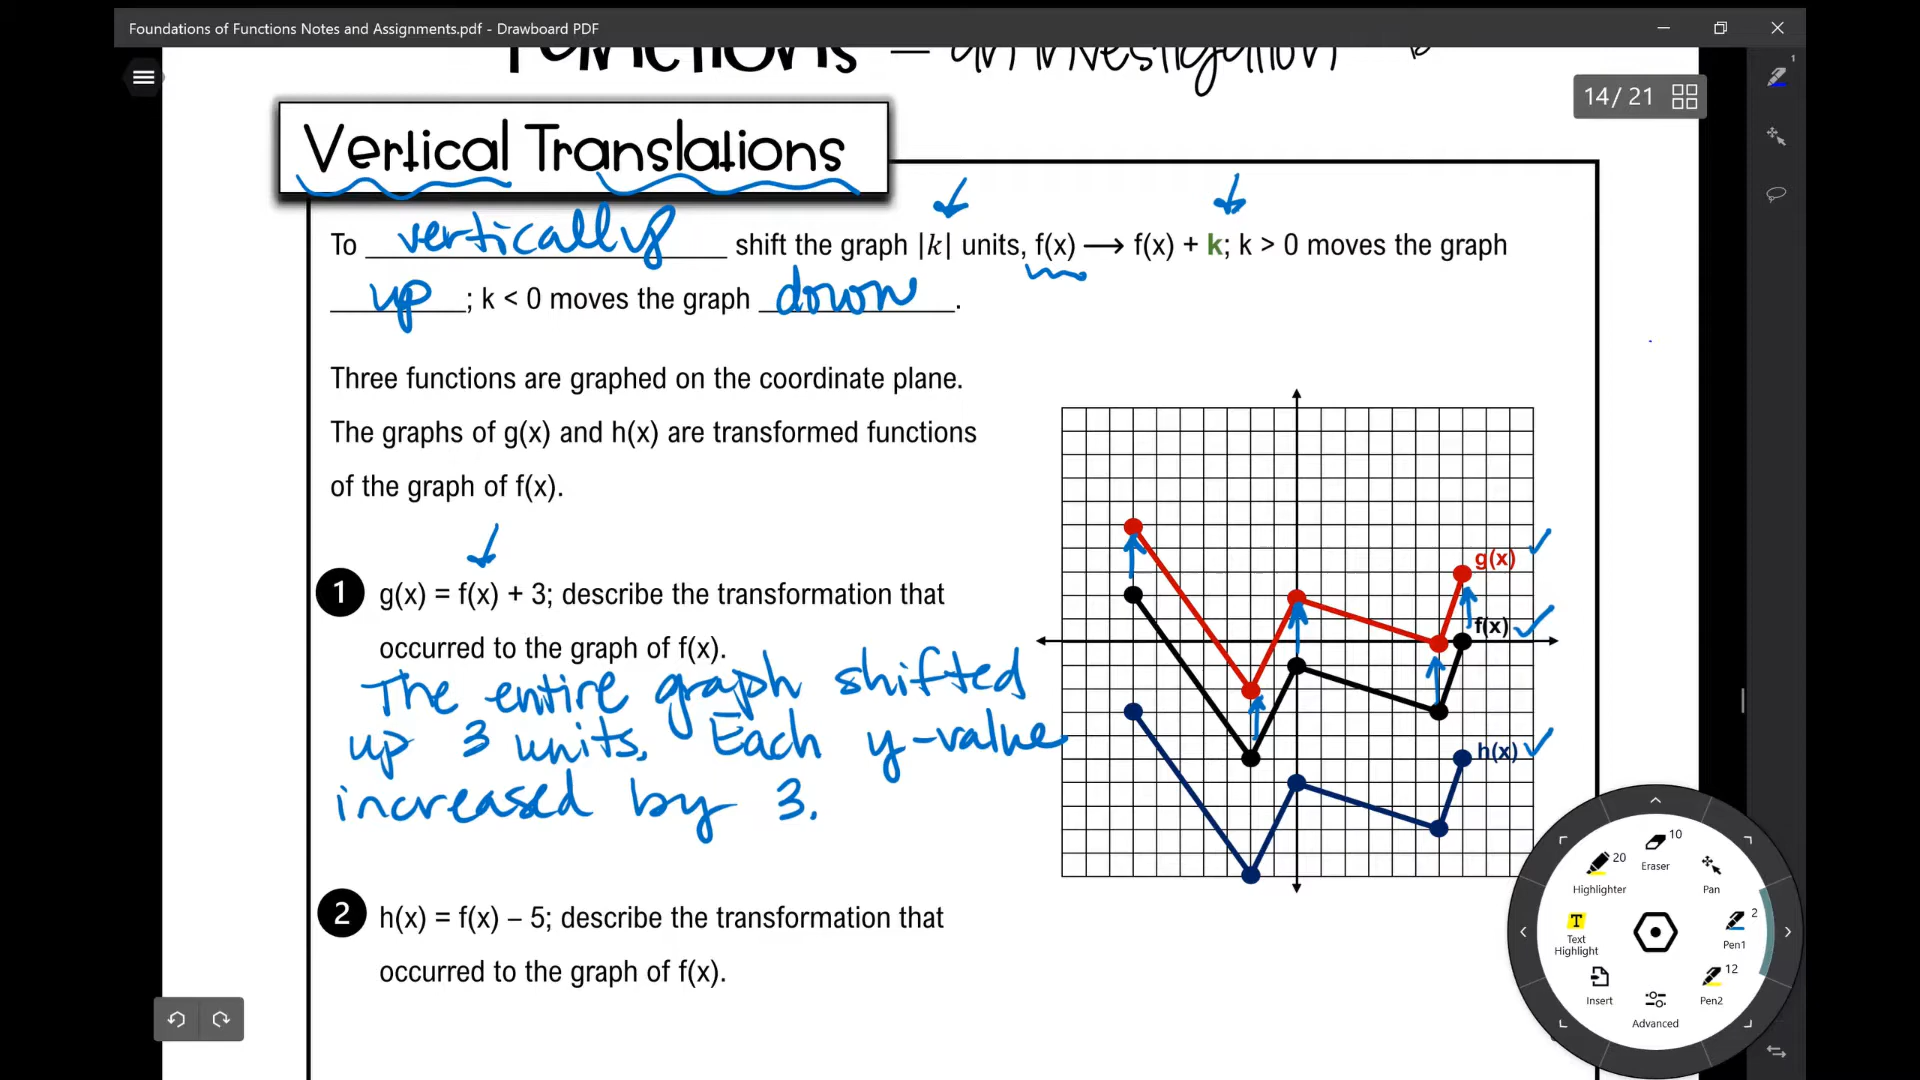 Foundations of Functions Notes and Assignments.pdf - Drawboard PDF
Functions – an investigation
14/ 21
1
Vertical Translations
To vertically shift the graph |k| units, f(x) ⟶ f(x) + k; k > 0 moves the graph
up; k < 0 moves the graph down.
Three functions are graphed on the coordinate plane.
The graphs of g(x) and h(x) are transformed functions
of the graph of f(x).
1 g(x) = f(x) + 3; describe the transformation that
occurred to the graph of f(x).
The entire graph shifted
up 3 units. Each y-value
increased by 3.
g(x)
f(x)
h(x)
2 h(x) = f(x) – 5; describe the transformation that
occurred to the graph of f(x).
10
Eraser
20
Highlighter
Pan
T
Text
Highlight
2
Pen1
Insert
12
Pen2
Advanced